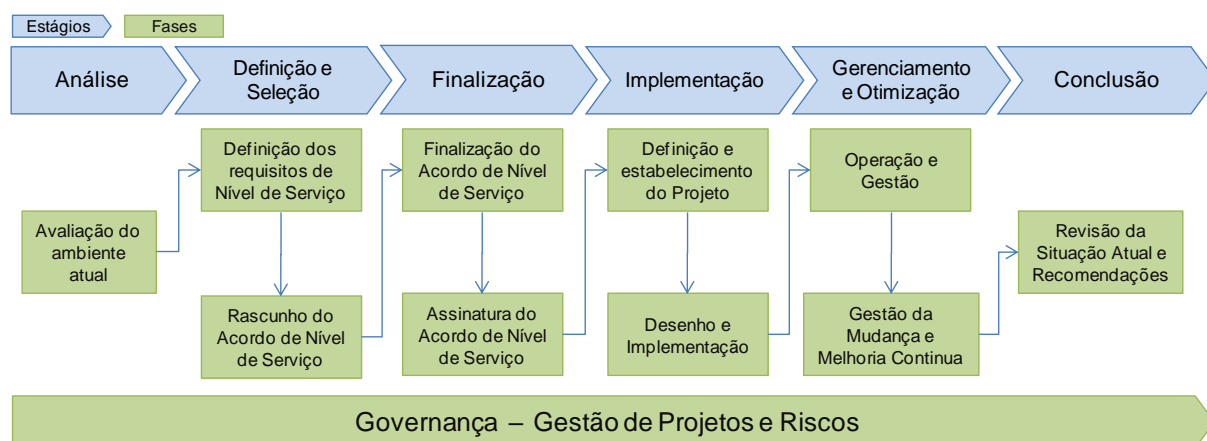 Estágios
Fases
Análise
Definição e
Seleção
Finalização
Implementação
Gerenciamento
e Otimização
Conclusão
Definição dos
requisitos de
Nível de Serviço
Finalização do
Acordo de Nível
de Serviço
Definição e
estabelecimento
do Projeto
Operação e
Gestão
Avaliação do
ambiente
atual
Revisão da
Situação Atual e
Recomendações
Rascunho do
Acordo de Nível
de Serviço
Assinatura do
Acordo de Nível
de Serviço
Desenho e
Implementação
Gestão da
Mudança e
Melhoria Continua
Governança – Gestão de Projetos e Riscos